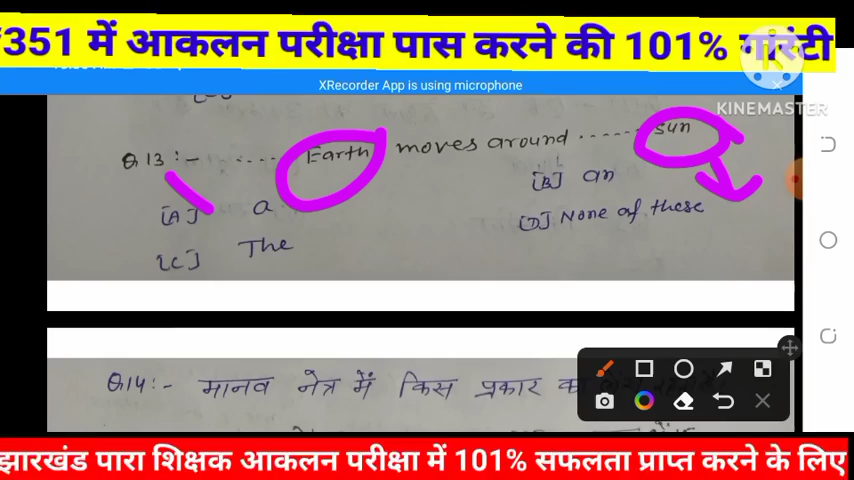 #351 में आकलन परीक्षा पास करने की 101% गारंटी
XRecorder App is using microphone
KINEMASTER
Q13:- ..... Earth moves around ...... sun
[A] a
[B] an
[C] The
[D] None of these
Q14:- मानव नेत्र में किस प्रकार का
झारखंड पारा शिक्षक आकलन परीक्षा में 101% सफलता प्राप्त करने के लिए